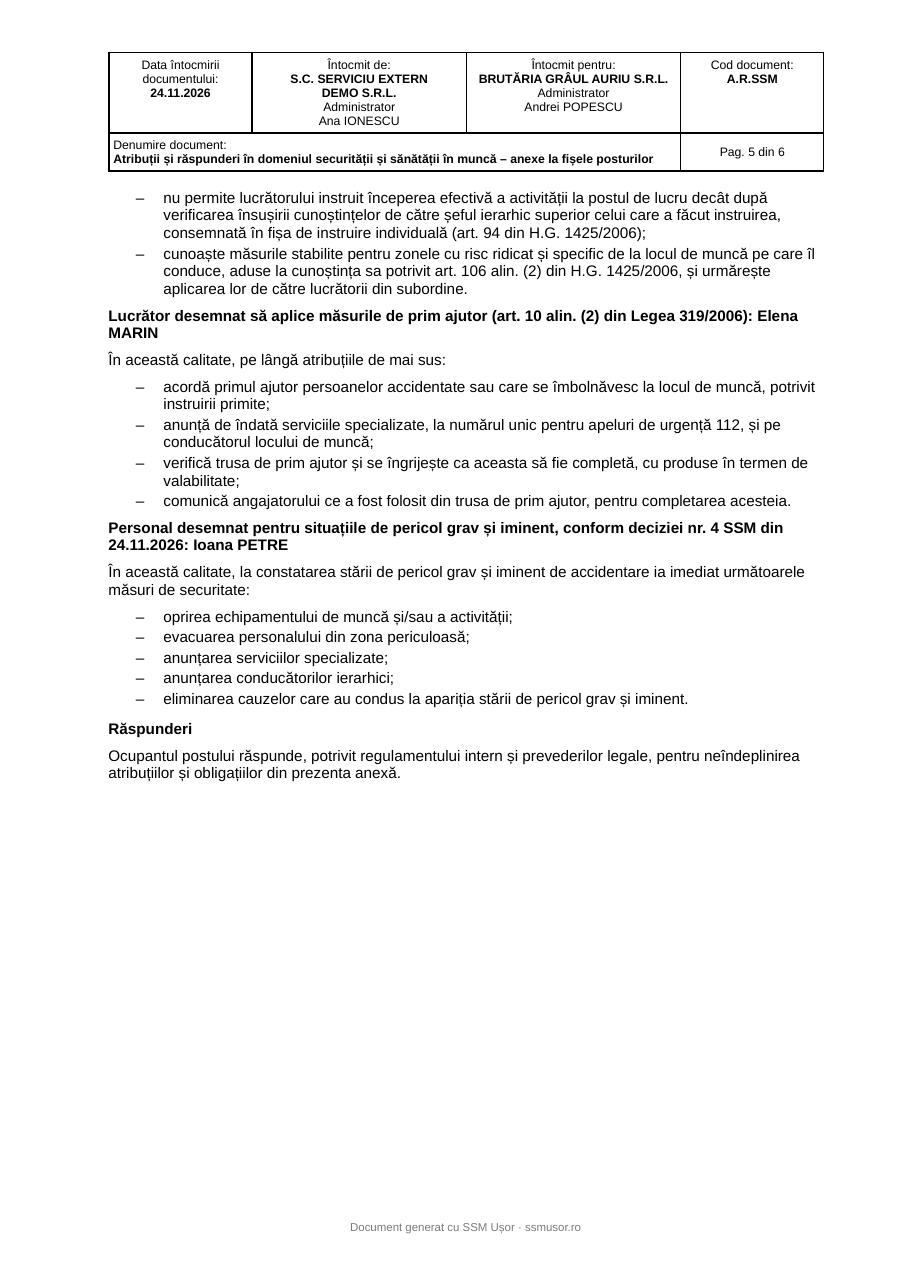 Data întocmirii
documentului:
24.11.2026
Întocmit de:
S.C. SERVICIU EXTERN
DEMO S.R.L.
Administrator
Ana IONESCU
Întocmit pentru:
BRUTĂRIA GRÂUL AURIU S.R.L.
Administrator
Andrei POPESCU
Cod document:
A.R.SSM
Denumire document:
Atribuții și răspunderi în domeniul securității și sănătății în muncă – anexe la fișele posturilor
Pag. 5 din 6
– nu permite lucrătorului instruit începerea efectivă a activității la postul de lucru decât după
verificarea însușirii cunoștințelor de către șeful ierarhic superior celui care a făcut instruirea,
consemnată în fișa de instruire individuală (art. 94 din H.G. 1425/2006);
– cunoaște măsurile stabilite pentru zonele cu risc ridicat și specific de la locul de muncă pe care îl
conduce, aduse la cunoștința sa potrivit art. 106 alin. (2) din H.G. 1425/2006, și urmărește
aplicarea lor de către lucrătorii din subordine.
Lucrător desemnat să aplice măsurile de prim ajutor (art. 10 alin. (2) din Legea 319/2006): Elena
MARIN
În această calitate, pe lângă atribuțiile de mai sus:
– acordă primul ajutor persoanelor accidentate sau care se îmbolnăvesc la locul de muncă, potrivit
instruirii primite;
– anunță de îndată serviciile specializate, la numărul unic pentru apeluri de urgență 112, și pe
conducătorul locului de muncă;
– verifică trusa de prim ajutor și se îngrijește ca aceasta să fie completă, cu produse în termen de
valabilitate;
– comunică angajatorului ce a fost folosit din trusa de prim ajutor, pentru completarea acesteia.
Personal desemnat pentru situațiile de pericol grav și iminent, conform deciziei nr. 4 SSM din
24.11.2026: Ioana PETRE
În această calitate, la constatarea stării de pericol grav și iminent de accidentare ia imediat următoarele
măsuri de securitate:
– oprirea echipamentului de muncă și/sau a activității;
– evacuarea personalului din zona periculoasă;
– anunțarea serviciilor specializate;
– anunțarea conducătorilor ierarhici;
– eliminarea cauzelor care au condus la apariția stării de pericol grav și iminent.
Răspunderi
Ocupantul postului răspunde, potrivit regulamentului intern și prevederilor legale, pentru neîndeplinirea
atribuțiilor și obligațiilor din prezenta anexă.
Document generat cu SSM Ușor · ssmusor.ro